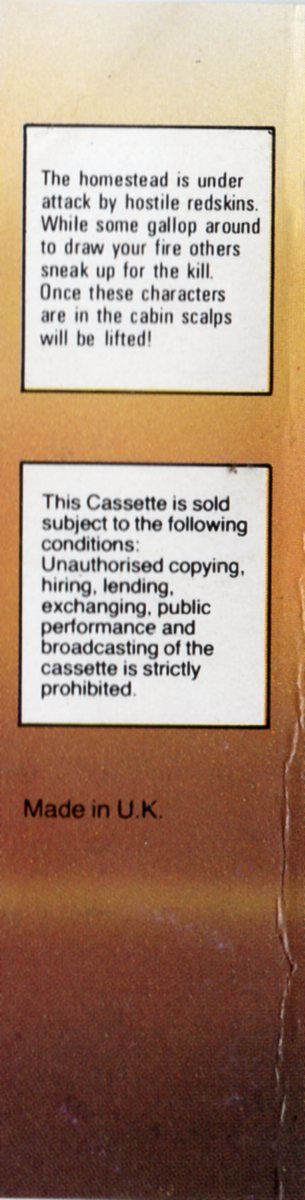 The homestead is under
attack by hostile redskins.
While some gallop around
to draw your fire others
sneak up for the kill.
Once these characters
are in the cabin scalps
will be lifted!
This Cassette is sold
subject to the following
conditions:
Unauthorised copying,
hiring, lending,
exchanging, public
performance and
broadcasting of the
cassette is strictly
prohibited.
Made in U.K.